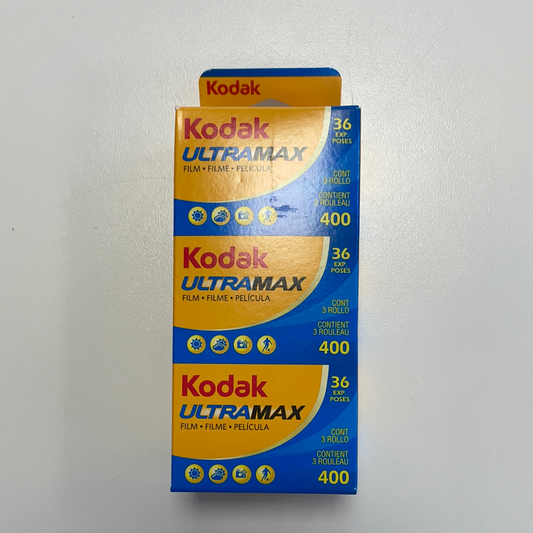 Kodak
Kodak
ULTRAMAX
FILM • FILME • PELÍCULA
36
EXP.
POSES
CONT
3 ROLLO
CONTIENT
3 ROULEAU
400
Kodak
ULTRAMAX
FILM • FILME • PELÍCULA
36
EXP.
POSES
CONT
3 ROLLO
CONTIENT
3 ROULEAU
400
Kodak
ULTRAMAX
FILM • FILME • PELÍCULA
36
EXP.
POSES
CONT
3 ROLLO
CONTIENT
3 ROULEAU
400